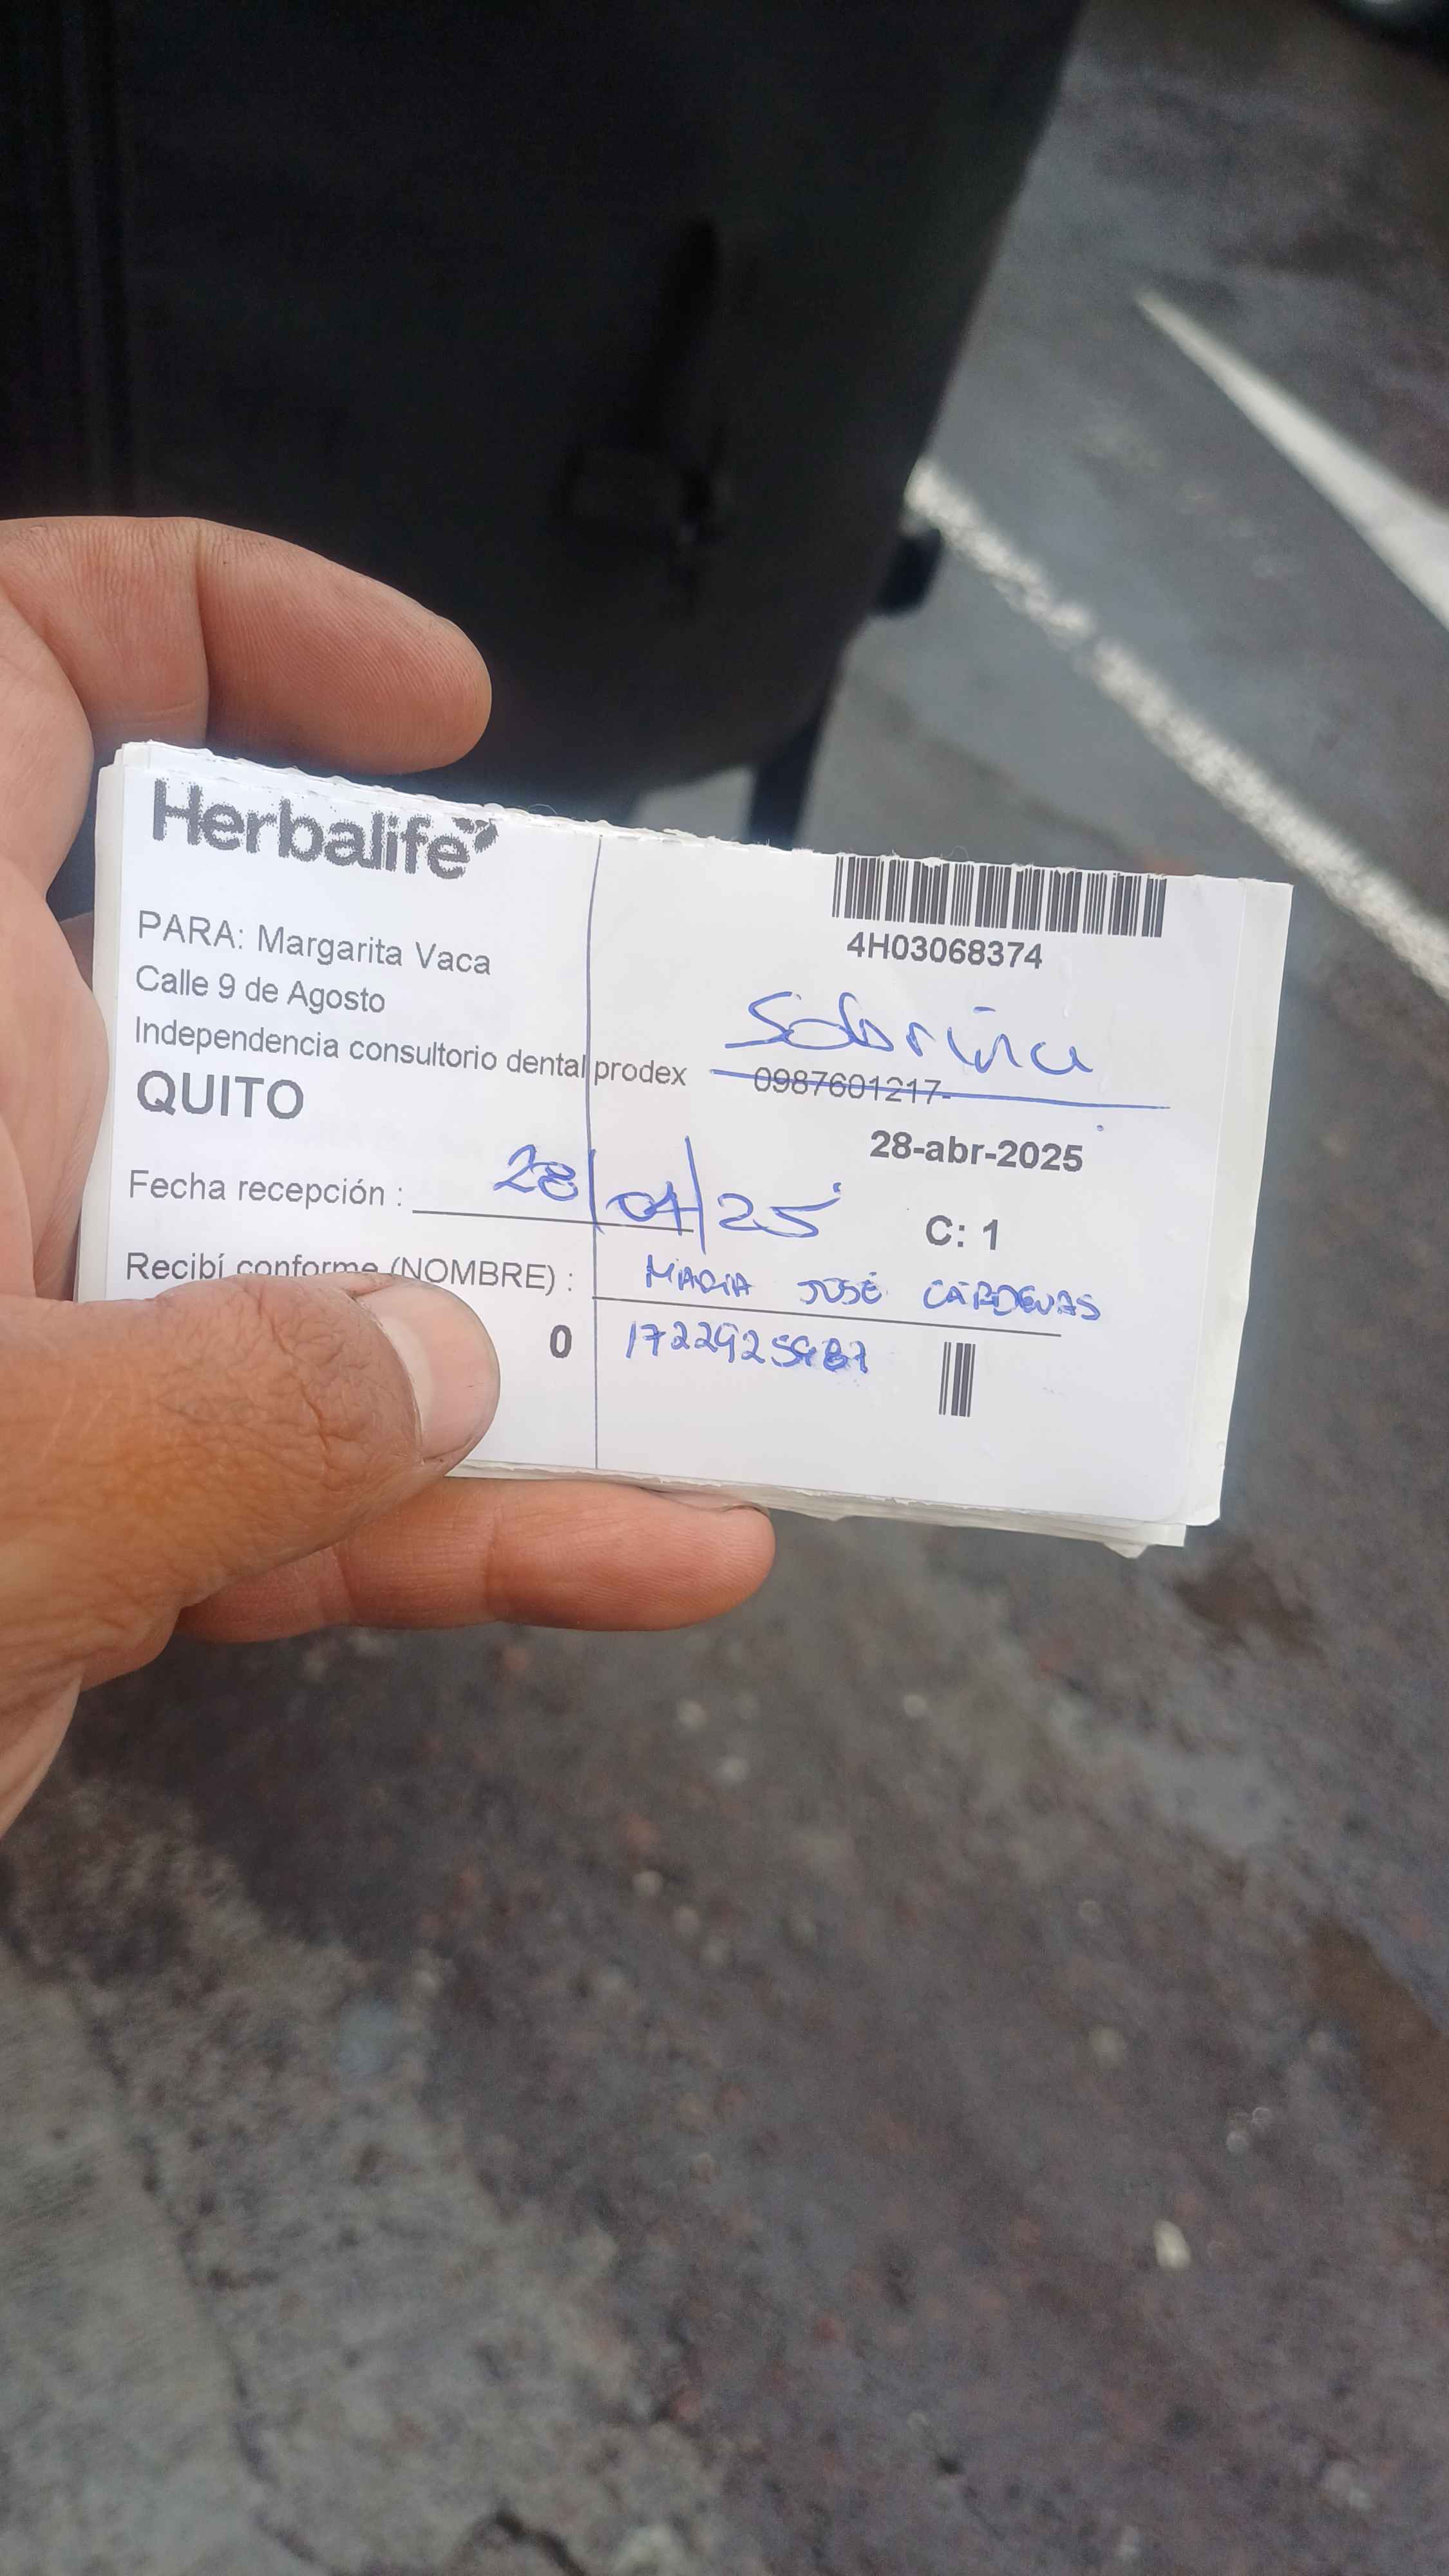 Herbalife
PARA: Margarita Vaca
Calle 9 de Agosto
Independencia consultorio dental prodex
QUITO
4H03068374
Sobrina
0987601217
28-abr-2025
Fecha recepción : 28/04/25
C: 1
Recibí conforme (NOMBRE) : MARIA JOSÉ CÁRDENAS
0